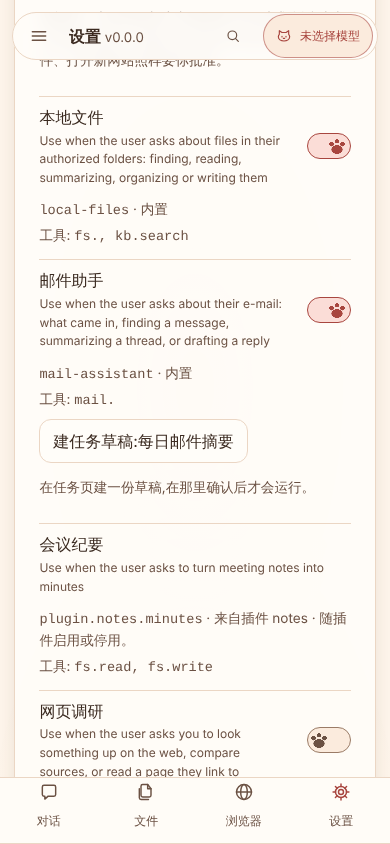 设置 v0.0.0
未选择模型
件、打开新网站照样要你批准。
本地文件
Use when the user asks about files in their
authorized folders: finding, reading,
summarizing, organizing or writing them
local-files · 内置
工具: fs., kb.search
邮件助手
Use when the user asks about their e-mail:
what came in, finding a message,
summarizing a thread, or drafting a reply
mail-assistant · 内置
工具: mail.
建任务草稿:每日邮件摘要
在任务页建一份草稿,在那里确认后才会运行。
会议纪要
Use when the user asks to turn meeting notes into
minutes
plugin.notes.minutes · 来自插件 notes · 随插
件启用或停用。
工具: fs.read, fs.write
网页调研
Use when the user asks you to look
something up on the web, compare
sources, or read a page they link to
对话
文件
浏览器
设置